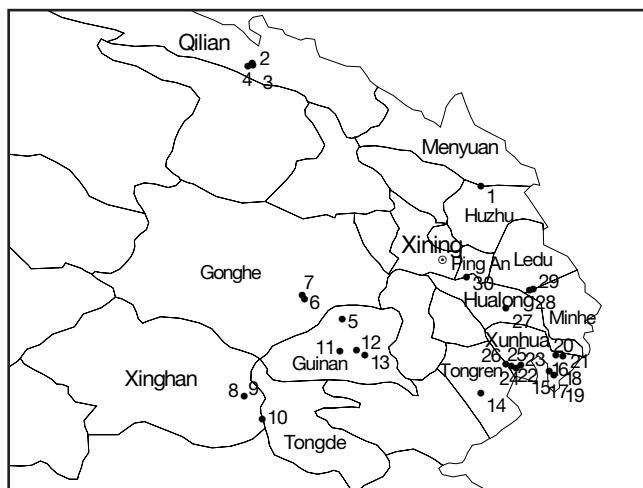 Qilian
2
4 3
Menyuan
1
Huzhu
Xining
Ping An
Ledu
30
29
28
Gonghe
7
6
Hualong
27
Minhe
5
Xunhua
20
11
12
13
Guinan
26 25 23
21
Tongren
24 22
16 18
15 17 19
Xinghan
8 9
14
10
Tongde